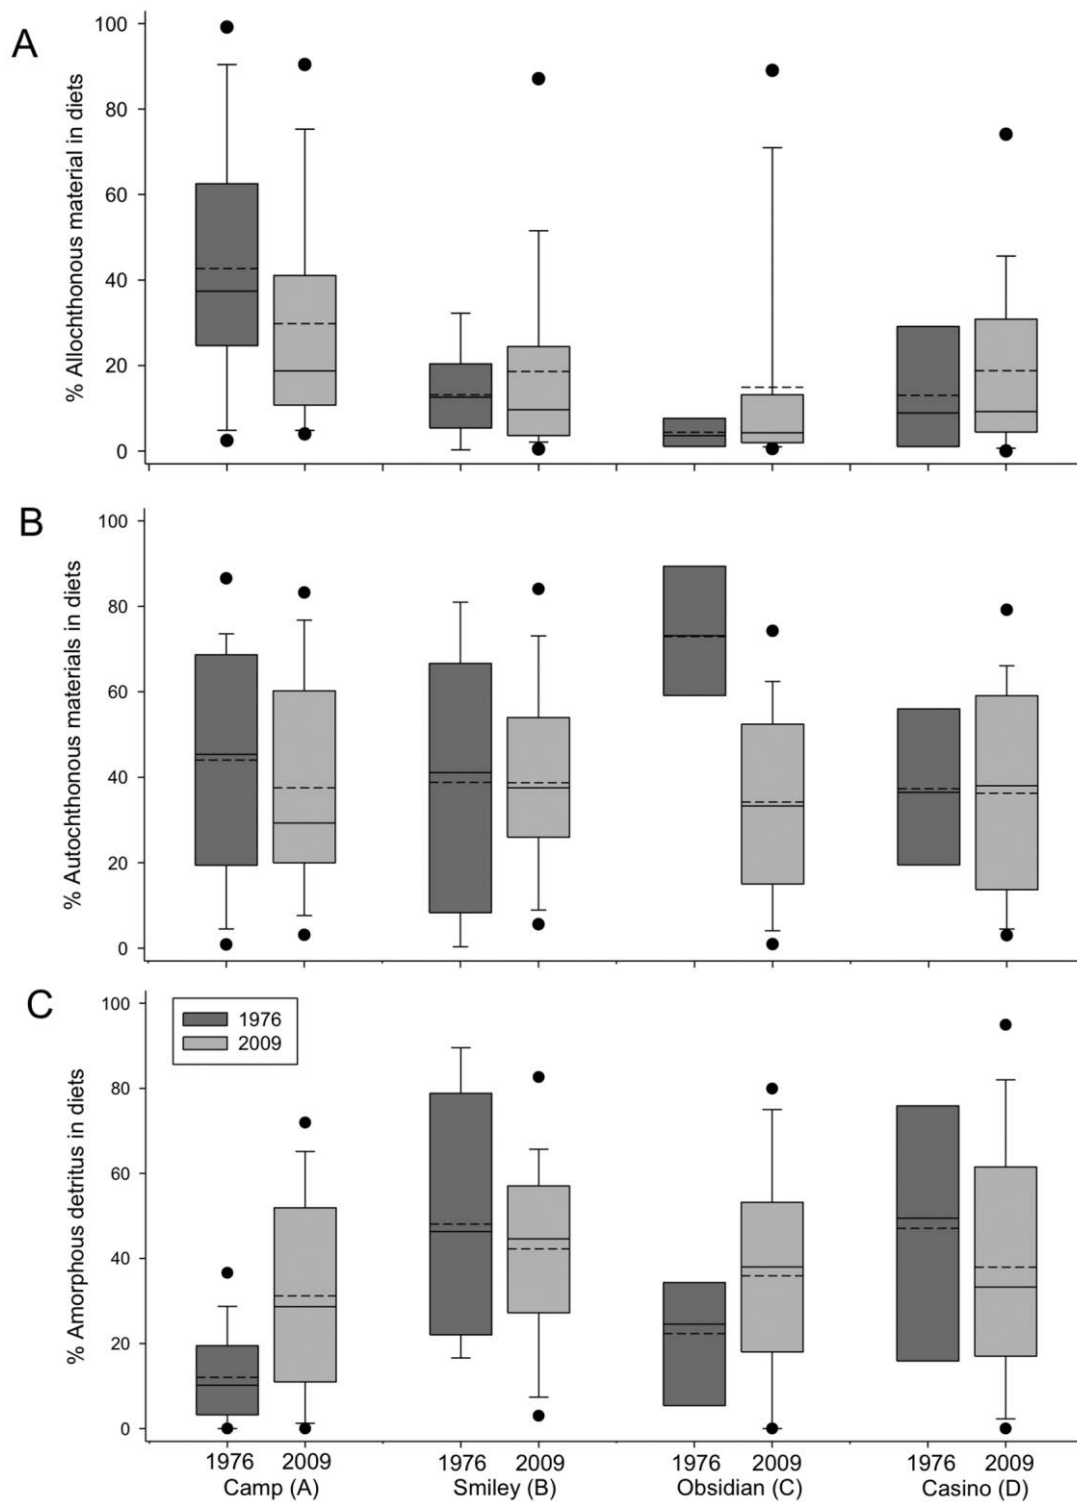 A
% Allochthonous material in diets
100
80
60
40
20
0
B
% Autochthonous materials in diets
100
80
60
40
20
0
C
% Amorphous detritus in diets
100
80
60
40
20
0
1976
2009
1976 2009 1976 2009 1976 2009 1976 2009
Camp (A) Smiley (B) Obsidian (C) Casino (D)